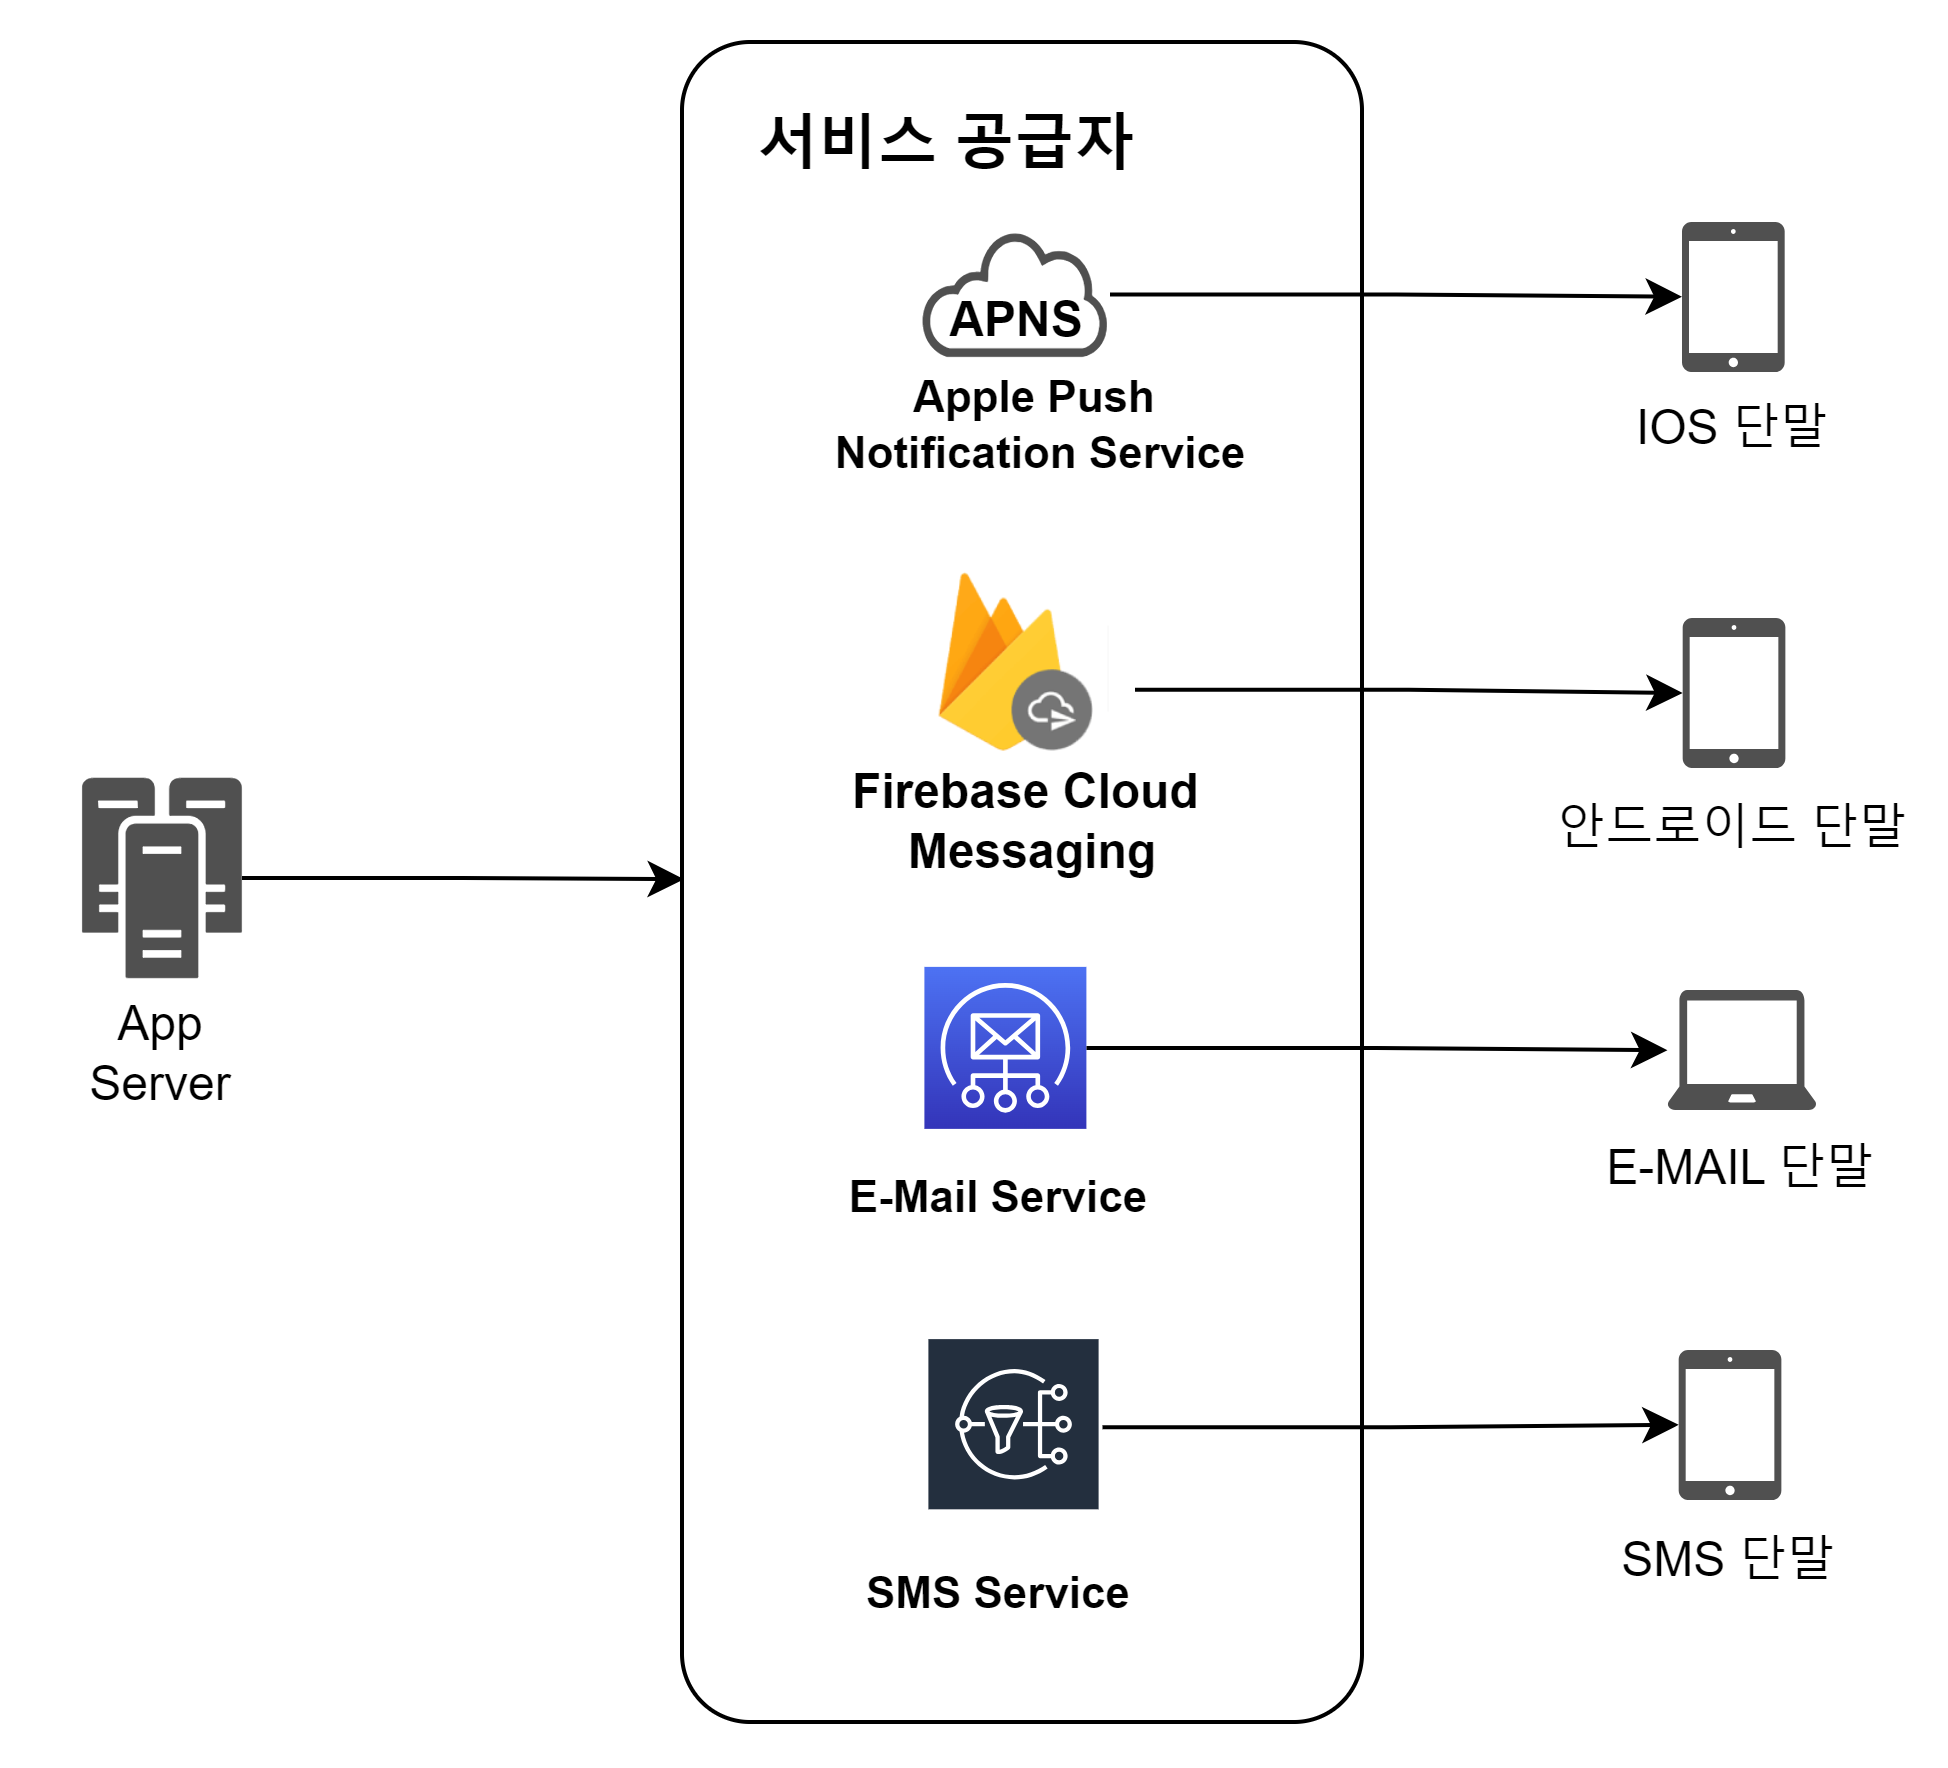 서비스 공급자
APNS
Apple Push
Notification Service
IOS 단말
Firebase Cloud
Messaging
안드로이드 단말
App
Server
E-Mail Service
E-MAIL 단말
SMS Service
SMS 단말